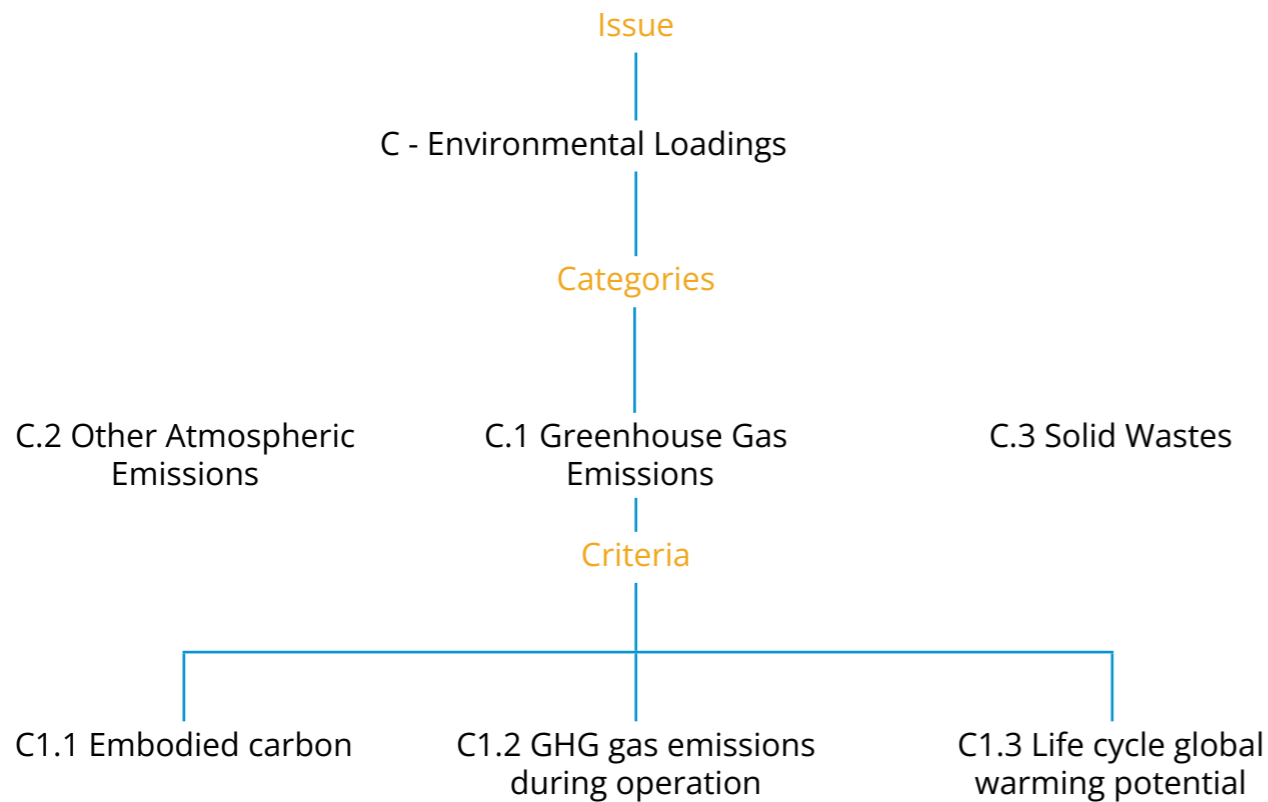 Issue
C - Environmental Loadings
Categories
C.2 Other Atmospheric
Emissions
C.1 Greenhouse Gas
Emissions
C.3 Solid Wastes
Criteria
C1.1 Embodied carbon
C1.2 GHG gas emissions
during operation
C1.3 Life cycle global
warming potential